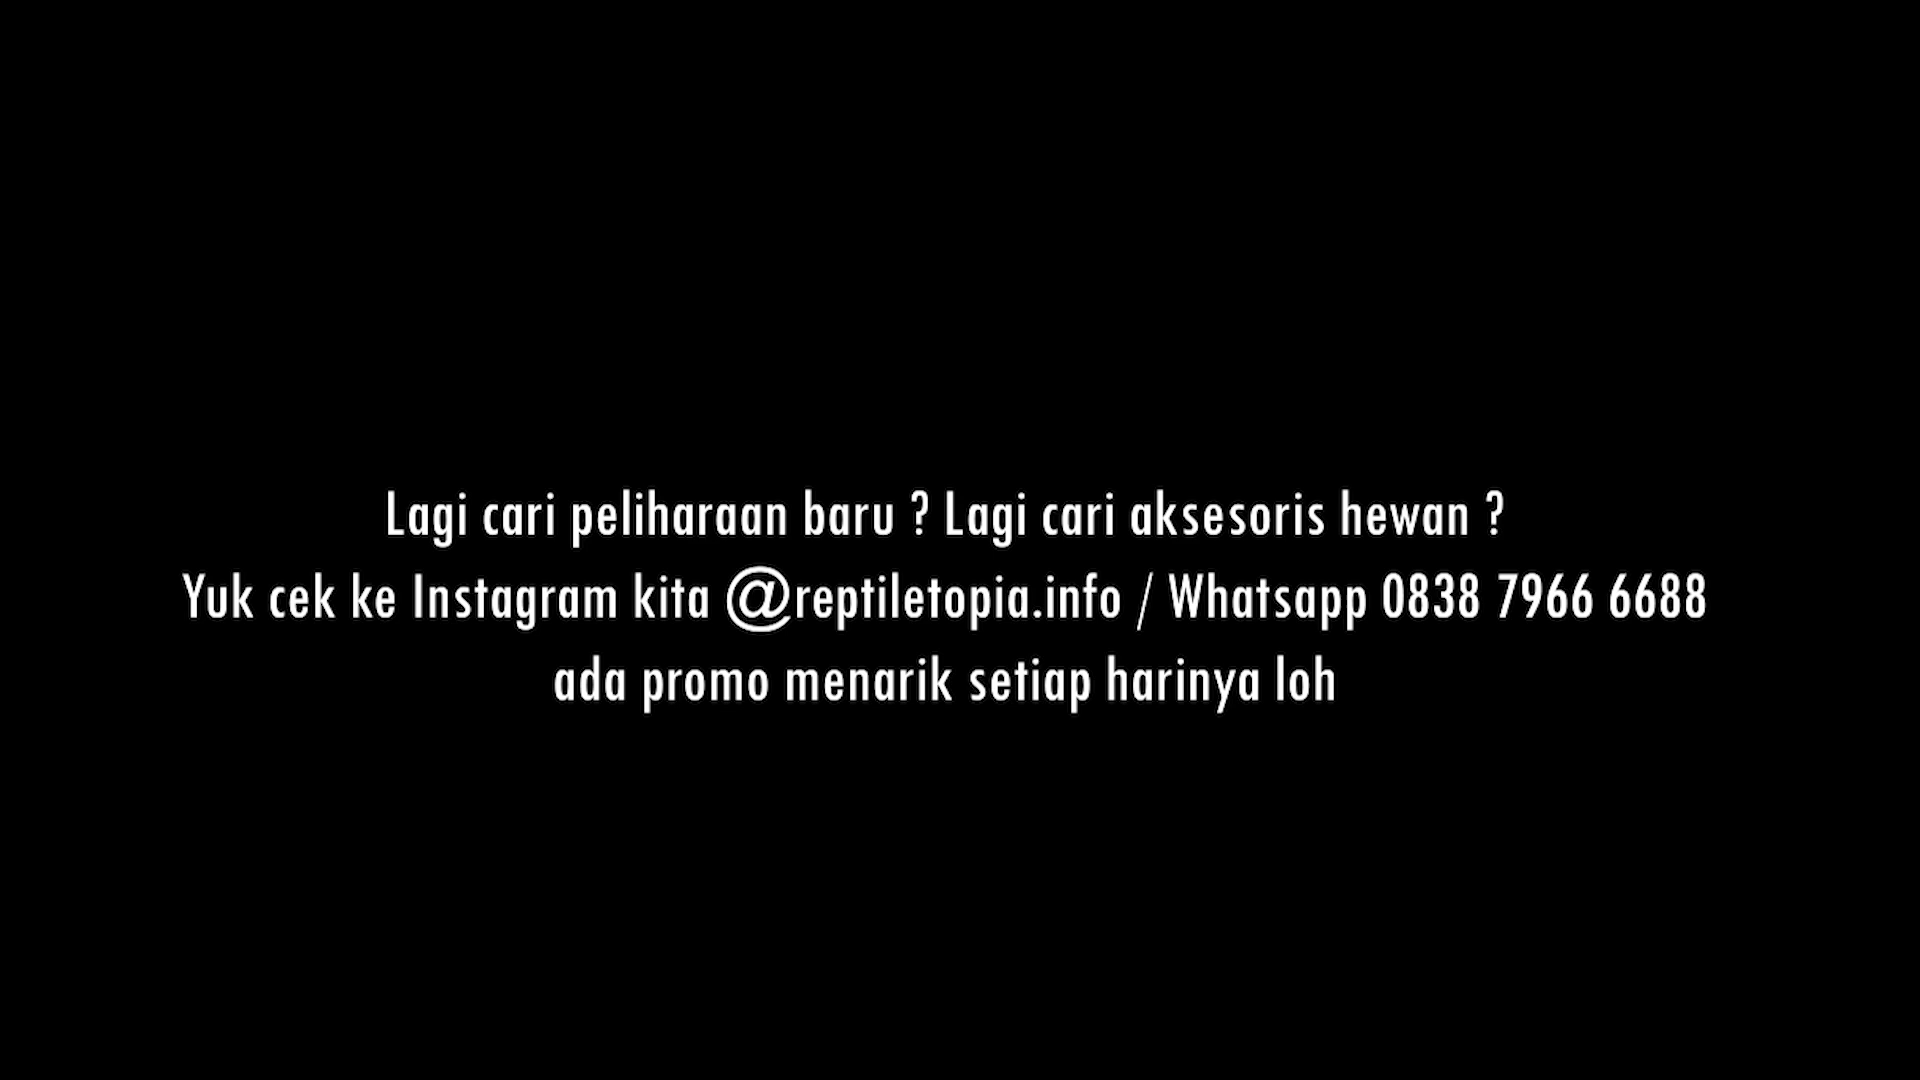 Lagi cari peliharaan baru ? Lagi cari aksesoris hewan ?
Yuk cek ke Instagram kita @reptiletopia.info / Whatsapp 0838 7966 6688
ada promo menarik setiap harinya loh